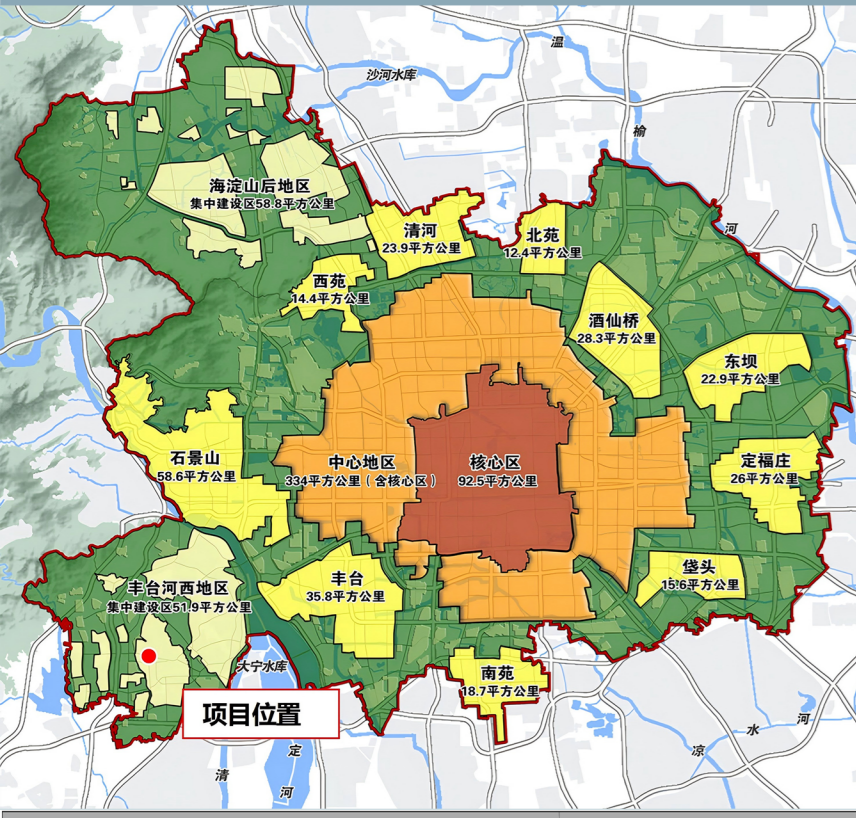 沙河水库
温
榆
河
海淀山后地区
集中建设区58.8平方公里
清河
23.9平方公里
北苑
12.4平方公里
西苑
14.4平方公里
酒仙桥
28.3平方公里
东坝
22.9平方公里
石景山
58.6平方公里
中心地区
334平方公里（含核心区）
核心区
92.5平方公里
定福庄
26平方公里
丰台河西地区
集中建设区51.9平方公里
丰台
35.8平方公里
垡头
15.6平方公里
大宁水库
南苑
18.7平方公里
项目位置
清
定
河
凉
水
河